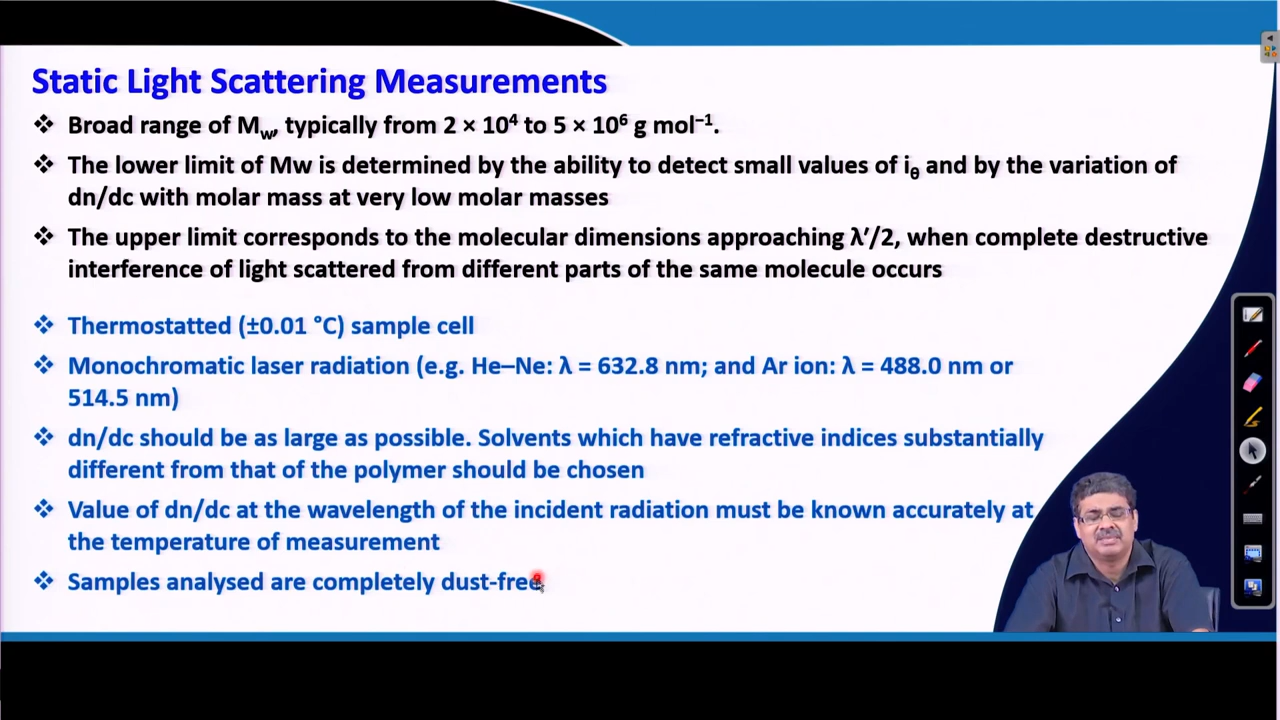 Static Light Scattering Measurements
❖ Broad range of Mw, typically from 2 × 10⁴ to 5 × 10⁶ g mol⁻¹.
❖ The lower limit of Mw is determined by the ability to detect small values of iθ and by the variation of
dn/dc with molar mass at very low molar masses
❖ The upper limit corresponds to the molecular dimensions approaching λ′/2, when complete destructive
interference of light scattered from different parts of the same molecule occurs
❖ Thermostatted (±0.01 °C) sample cell
❖ Monochromatic laser radiation (e.g. He–Ne: λ = 632.8 nm; and Ar ion: λ = 488.0 nm or
514.5 nm)
❖ dn/dc should be as large as possible. Solvents which have refractive indices substantially
different from that of the polymer should be chosen
❖ Value of dn/dc at the wavelength of the incident radiation must be known accurately at
the temperature of measurement
❖ Samples analysed are completely dust-free